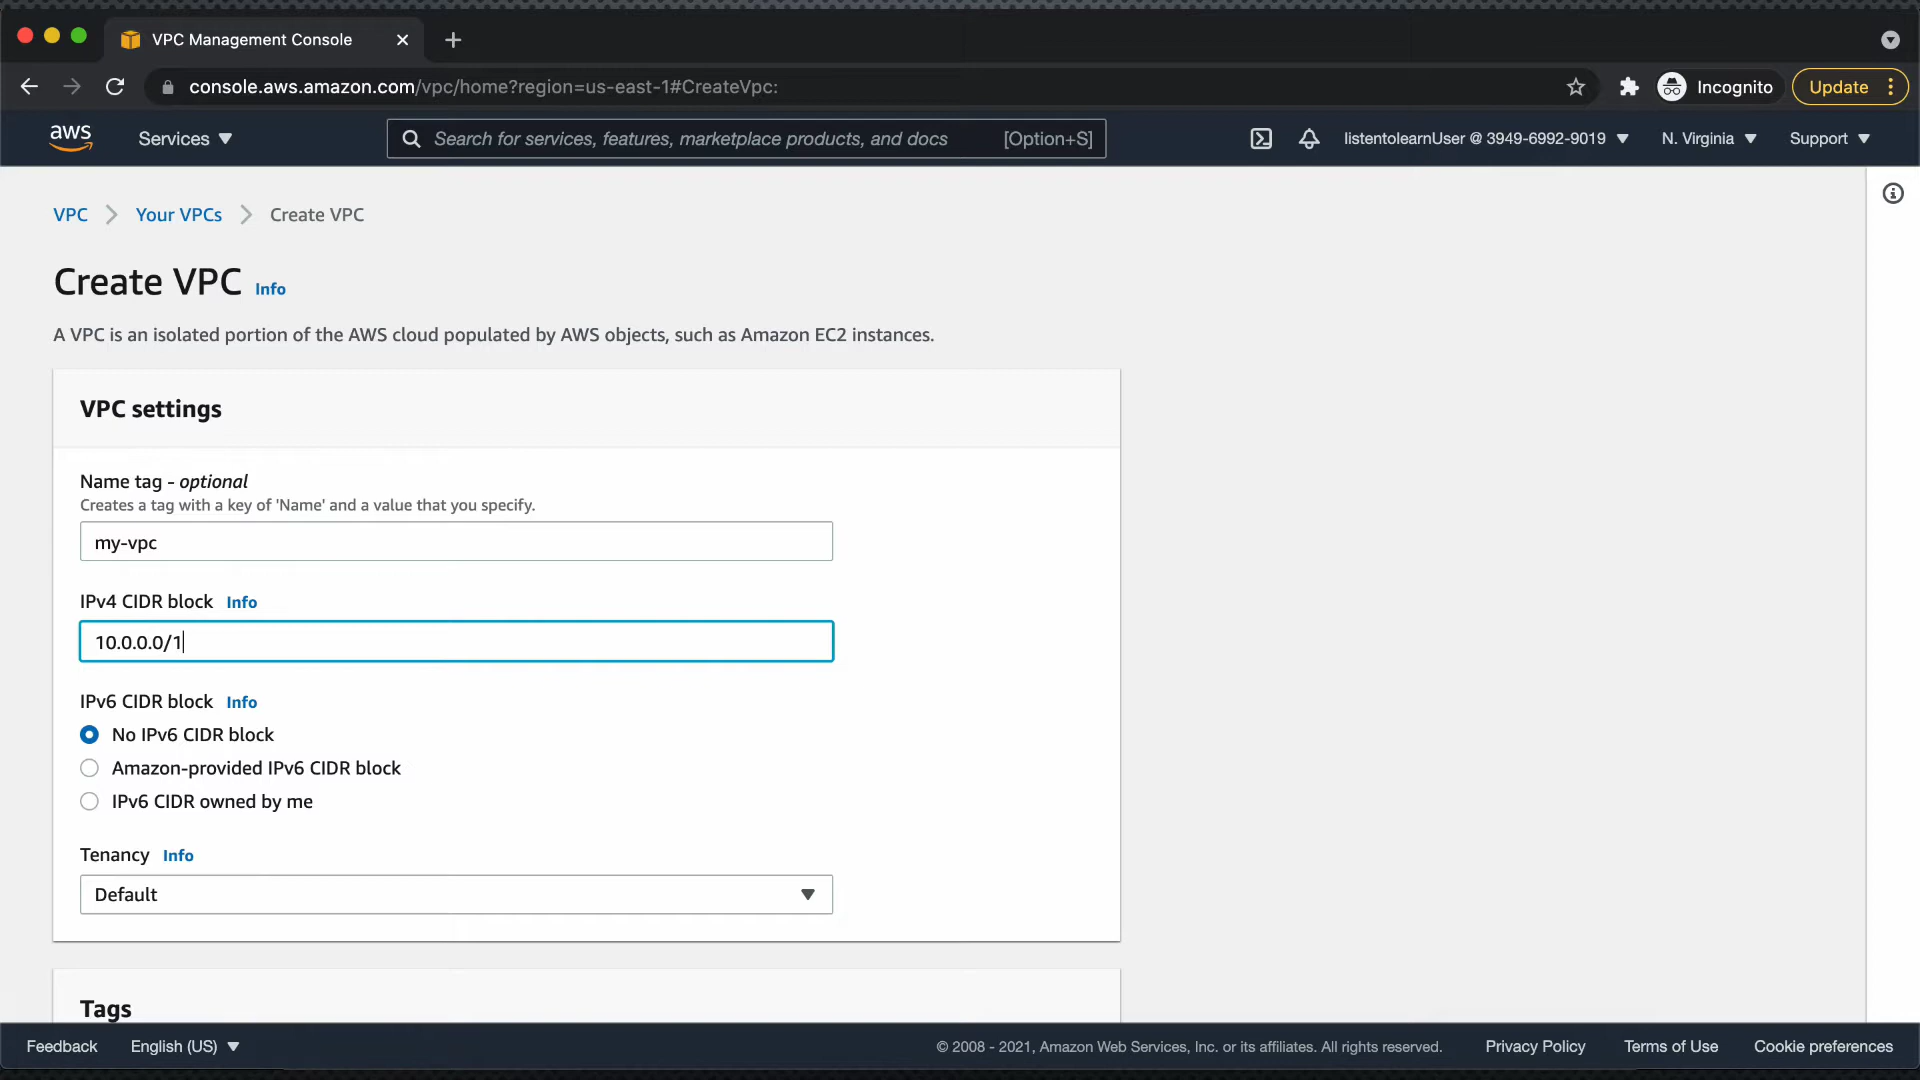 VPC Management Console
console.aws.amazon.com/vpc/home?region=us-east-1#CreateVpc:
Incognito
Update
aws
Services
Search for services, features, marketplace products, and docs
[Option+S]
listentolearnUser @ 3949-6992-9019
N. Virginia
Support
VPC
Your VPCs
Create VPC
Create VPC Info
A VPC is an isolated portion of the AWS cloud populated by AWS objects, such as Amazon EC2 instances.
VPC settings
Name tag - optional
Creates a tag with a key of 'Name' and a value that you specify.
my-vpc
IPv4 CIDR block Info
10.0.0.0/1
IPv6 CIDR block Info
No IPv6 CIDR block
Amazon-provided IPv6 CIDR block
IPv6 CIDR owned by me
Tenancy Info
Default
Tags
Feedback
English (US)
© 2008 - 2021, Amazon Web Services, Inc. or its affiliates. All rights reserved.
Privacy Policy
Terms of Use
Cookie preferences